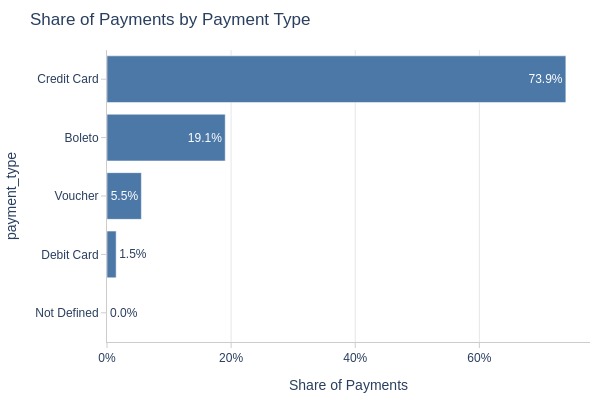 Share of Payments by Payment Type
Credit Card 73.9%
Boleto 19.1%
Voucher 5.5%
Debit Card 1.5%
Not Defined 0.0%
payment_type
0% 20% 40% 60%
Share of Payments